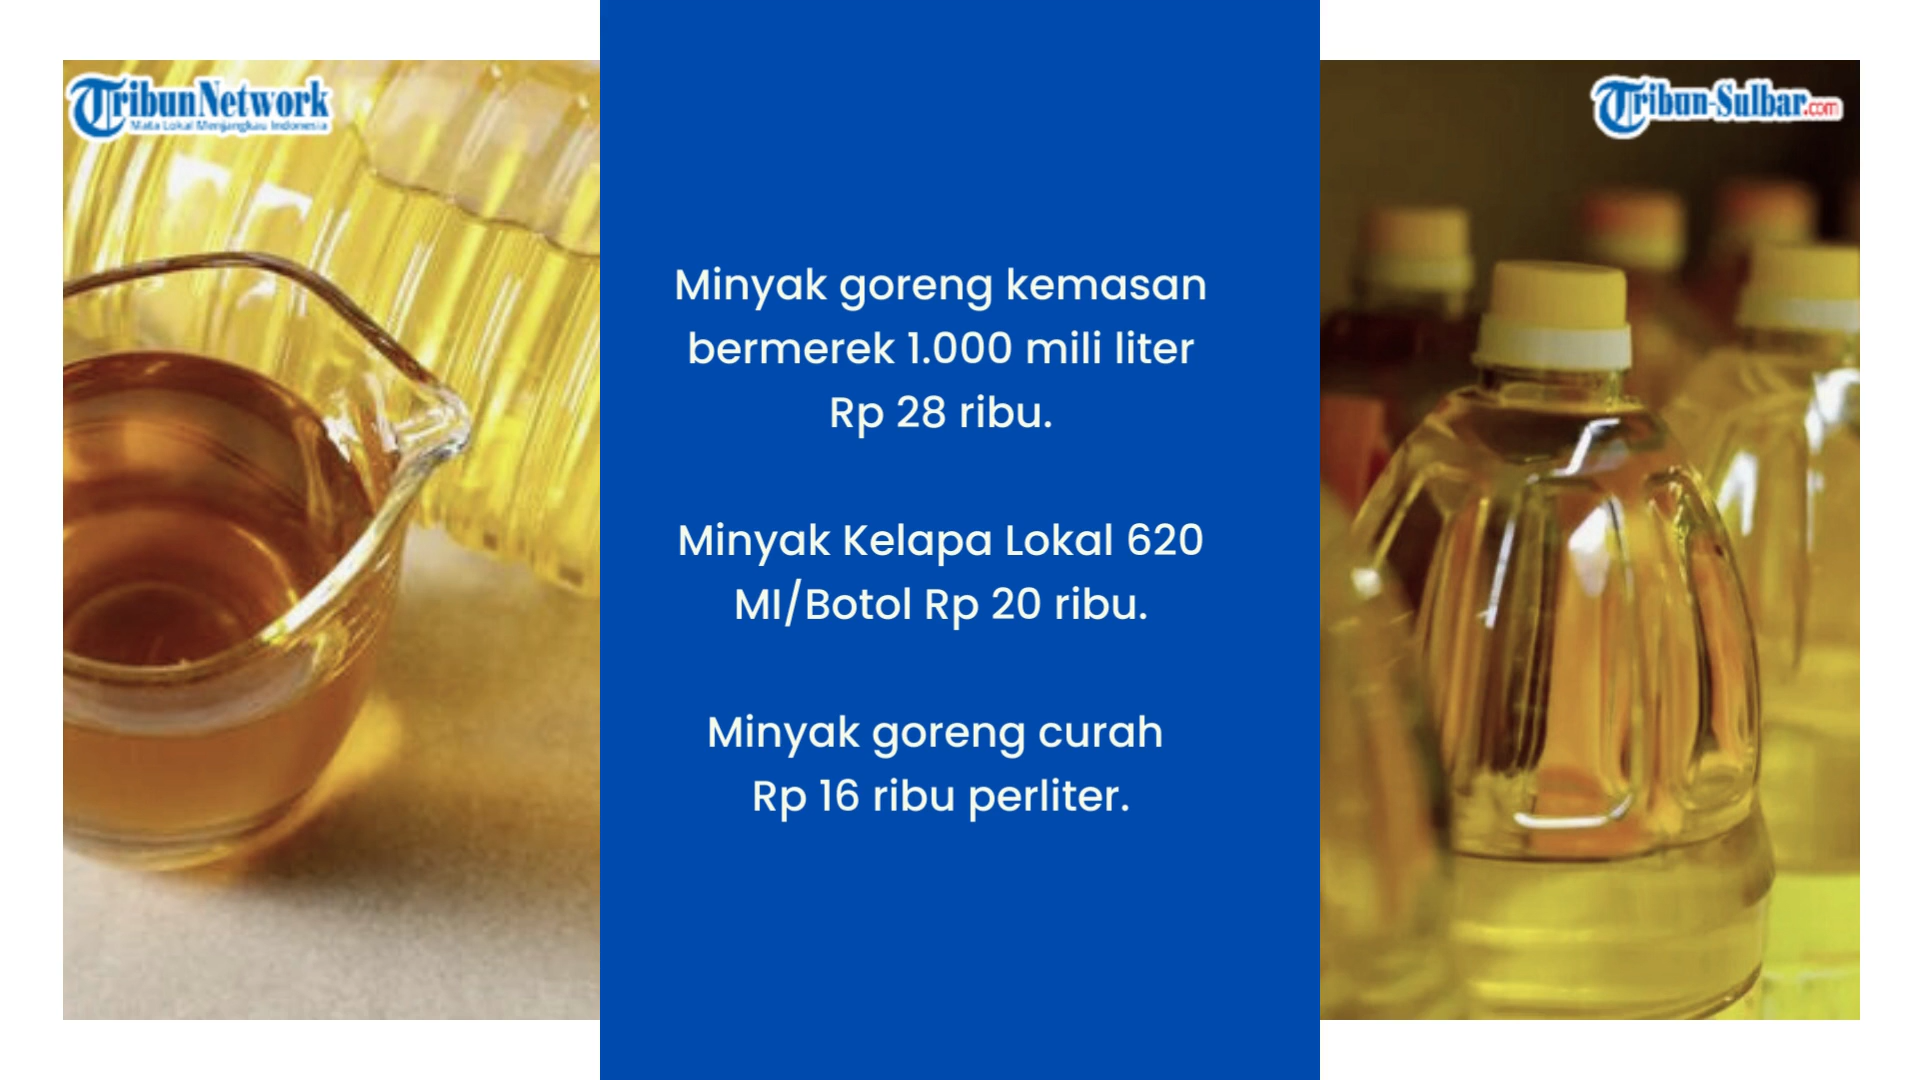 TribunNetwork
Mata Lokal Menjangkau Indonesia
Tribun-Sulbar.com
Minyak goreng kemasan
bermerek 1.000 mili liter
Rp 28 ribu.
Minyak Kelapa Lokal 620
Ml/Botol Rp 20 ribu.
Minyak goreng curah
Rp 16 ribu perliter.